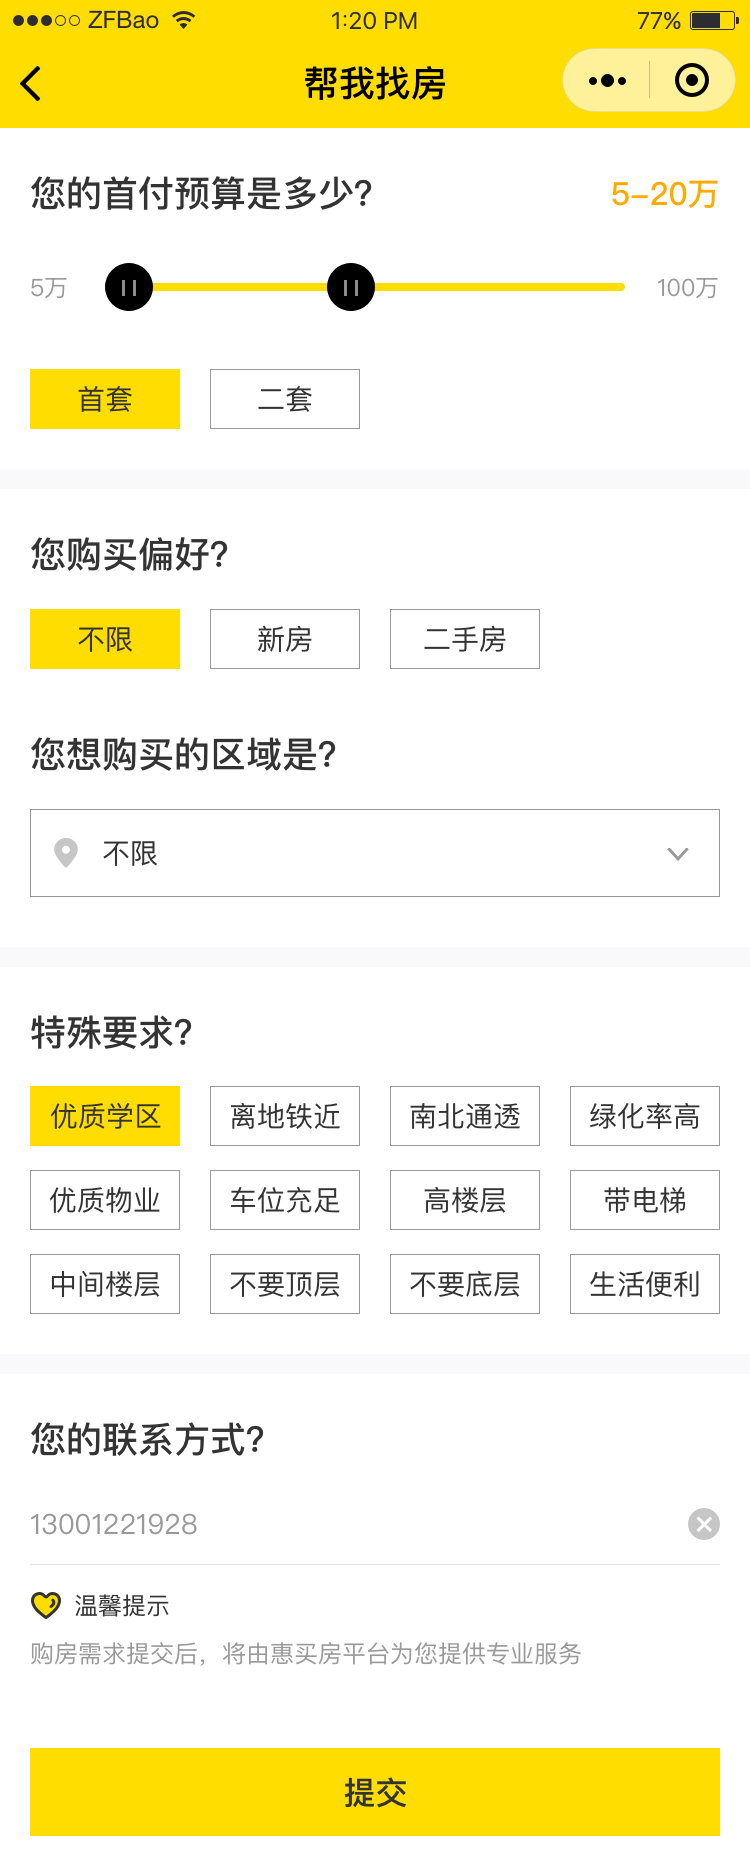 ZFBao 1:20 PM 77%
帮我找房
您的首付预算是多少? 5-20万
5万 100万
首套 二套
您购买偏好?
不限 新房 二手房
您想购买的区域是?
不限
特殊要求?
优质学区 离地铁近 南北通透 绿化率高
优质物业 车位充足 高楼层 带电梯
中间楼层 不要顶层 不要底层 生活便利
您的联系方式?
13001221928
温馨提示
购房需求提交后，将由惠买房平台为您提供专业服务
提交